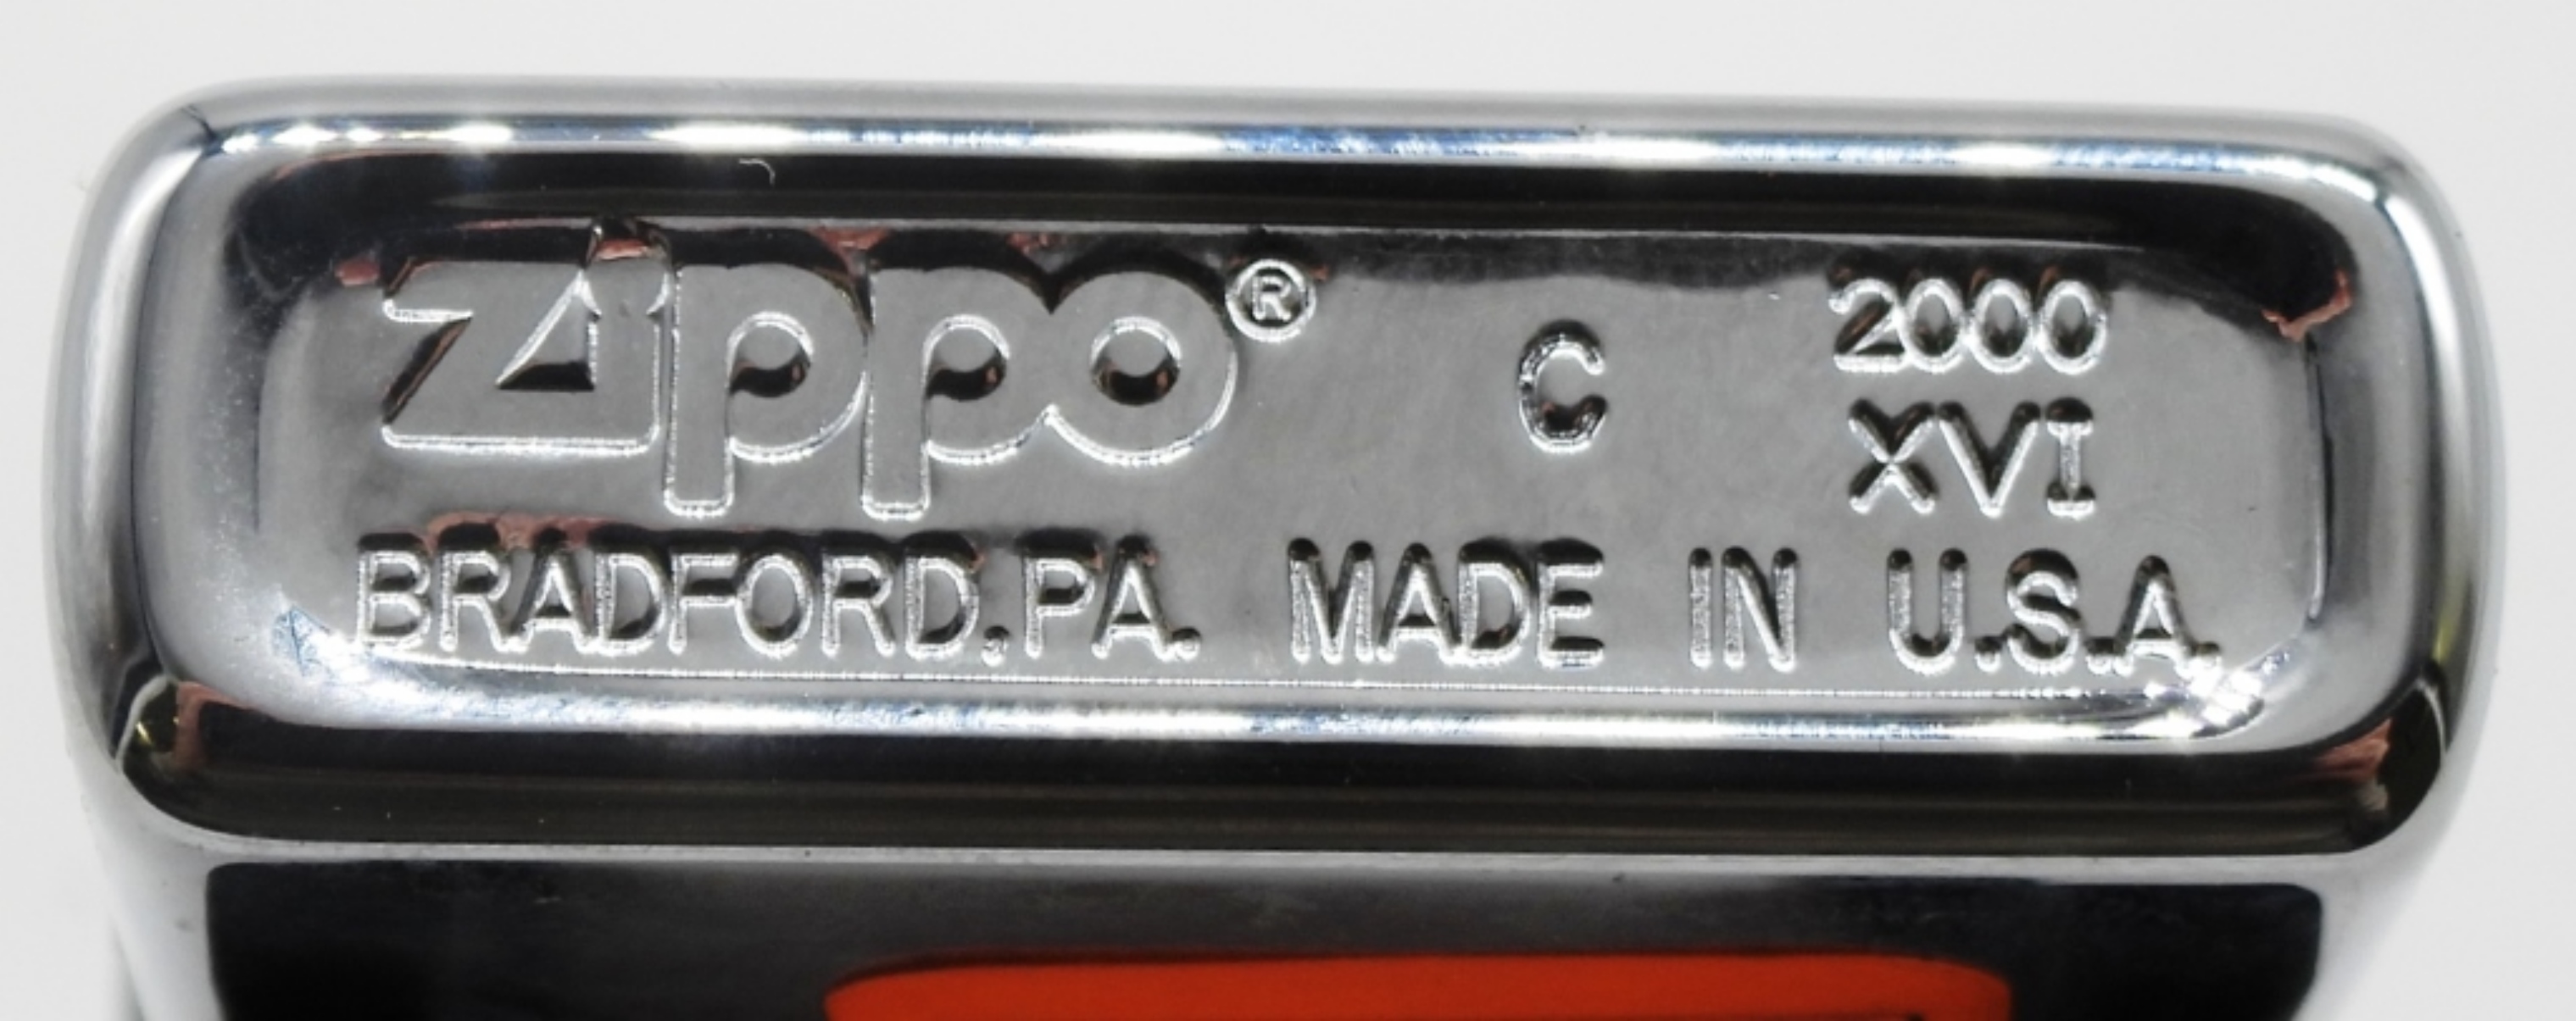 Zippo® C 2000
XVI
BRADFORD,PA. MADE IN U.S.A.